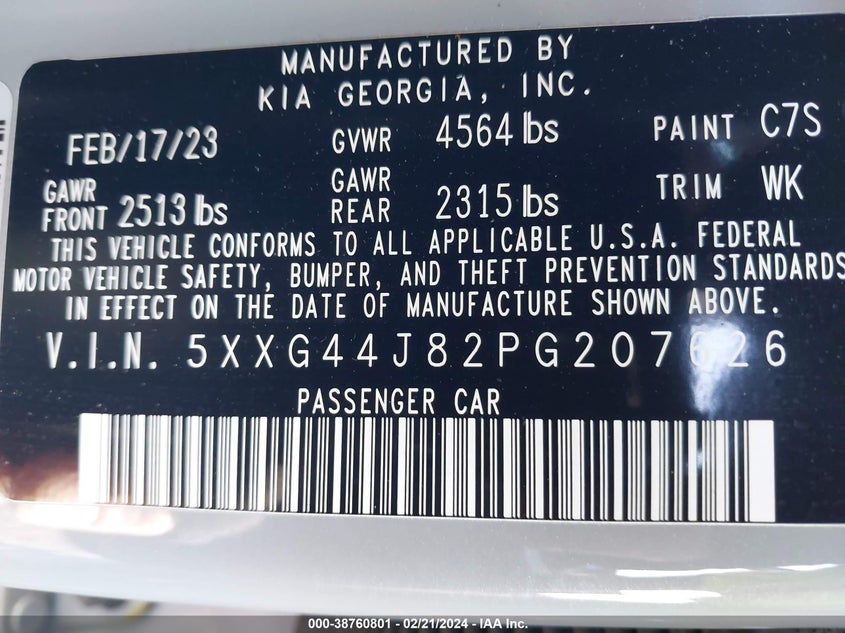 MANUFACTURED BY
KIA GEORGIA, INC.
FEB/17/23 GVWR 4564 lbs PAINT C7S
GAWR FRONT 2513 lbs GAWR REAR 2315 lbs TRIM WK
THIS VEHICLE CONFORMS TO ALL APPLICABLE U.S.A. FEDERAL
MOTOR VEHICLE SAFETY, BUMPER, AND THEFT PREVENTION STANDARDS
IN EFFECT ON THE DATE OF MANUFACTURE SHOWN ABOVE.
V.I.N. 5XXG44J82PG207626
PASSENGER CAR
000-38760801 - 02/21/2024 - IAA Inc.